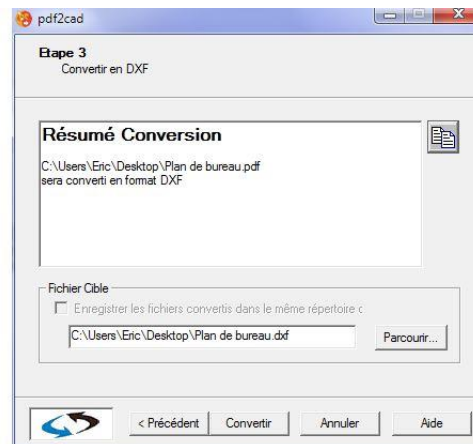 pdf2cad
Etape 3
Convertir en DXF
Résumé Conversion
C:\Users\Eric\Desktop\Plan de bureau.pdf
sera converti en format DXF
Fichier Cible
Enregistrer les fichiers convertis dans le même répertoire c
C:\Users\Eric\Desktop\Plan de bureau.dxf
Parcourir...
< Précédent
Convertir
Annuler
Aide